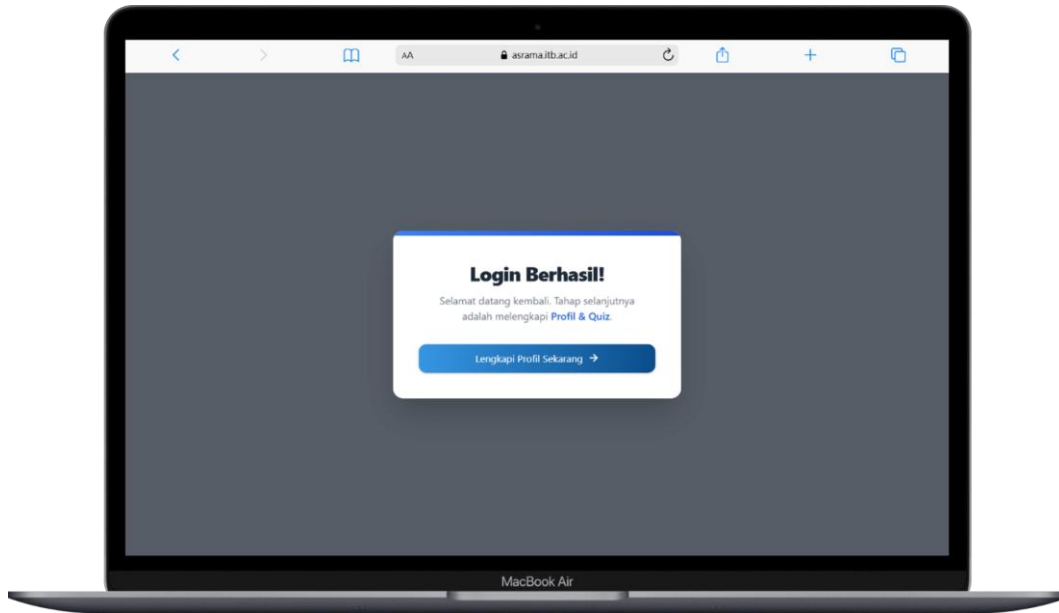 AA asrama.itb.ac.id
Login Berhasil!
Selamat datang kembali. Tahap selanjutnya
adalah melengkapi Profil & Quiz.
Lengkapi Profil Sekarang →
MacBook Air